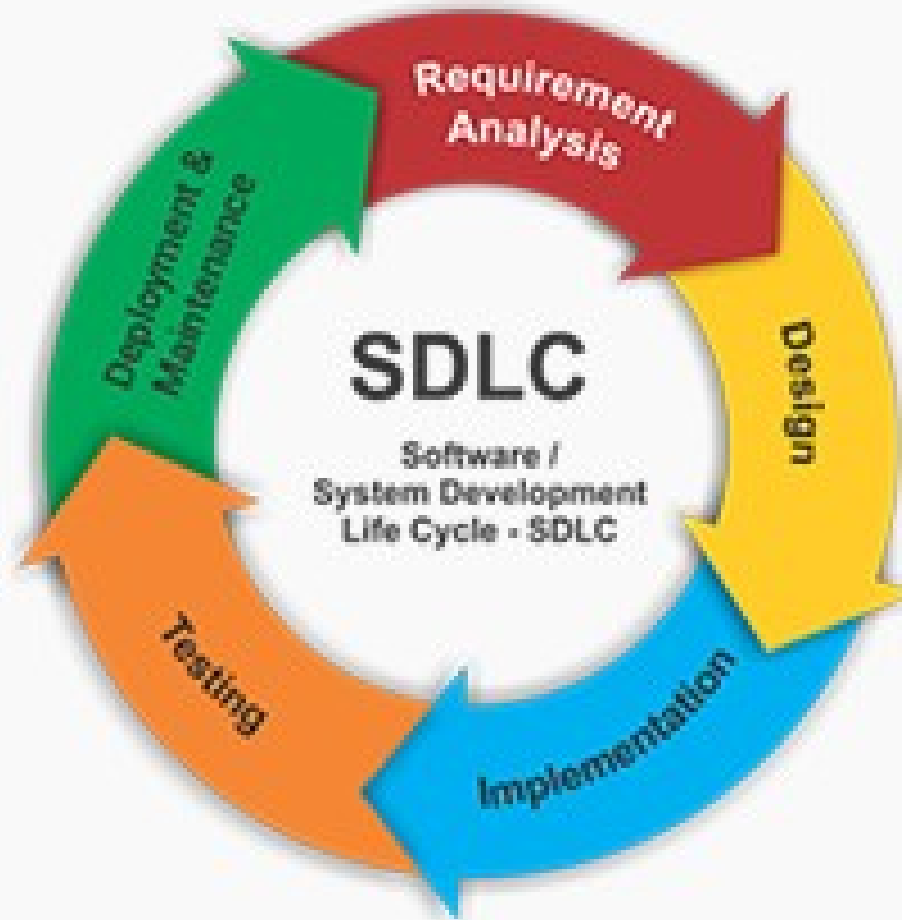 Requirement
Analysis
Design
Implementation
Testing
Deployment &
Maintenance
SDLC
Software /
System Development
Life Cycle - SDLC